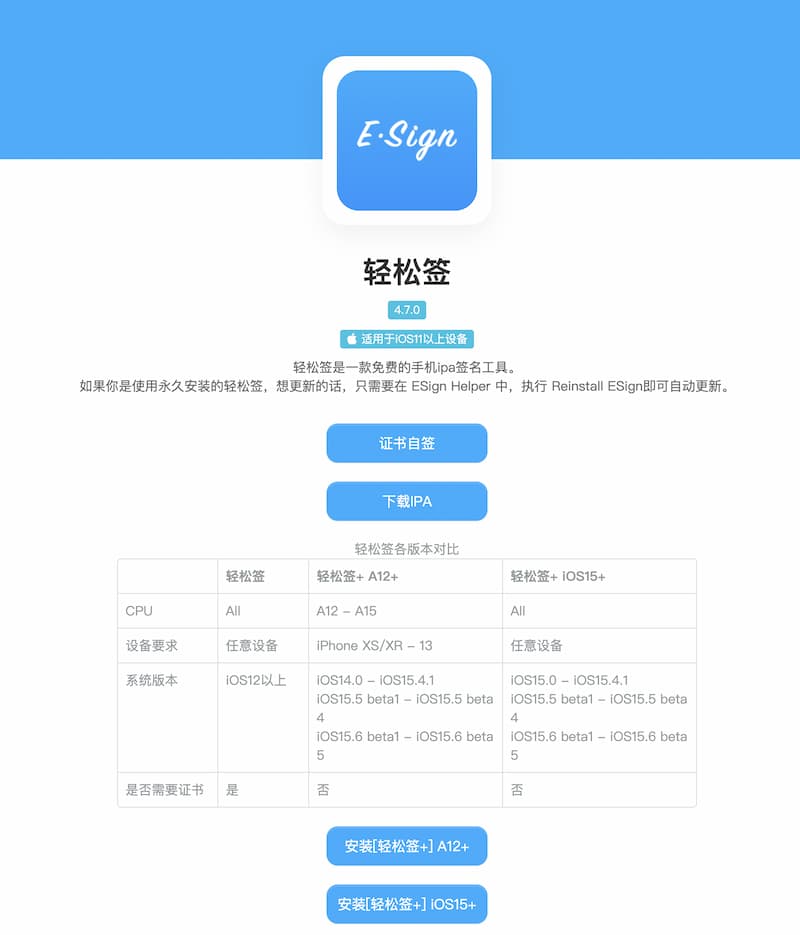 E·Sign
轻松签
4.7.0
适用于iOS11以上设备
轻松签是一款免费的手机ipa签名工具。
如果你是使用永久安装的轻松签，想更新的话，只需要在 ESign Helper 中，执行 Reinstall ESign即可自动更新。
证书自签
下载IPA
轻松签各版本对比
轻松签 轻松签+ A12+ 轻松签+ iOS15+
CPU All A12 – A15 All
设备要求 任意设备 iPhone XS/XR – 13 任意设备
系统版本 iOS12以上 iOS14.0 – iOS15.4.1 iOS15.0 – iOS15.4.1
iOS15.5 beta1 – iOS15.5 beta iOS15.5 beta1 – iOS15.5 beta
4 4
iOS15.6 beta1 – iOS15.6 beta iOS15.6 beta1 – iOS15.6 beta
5 5
是否需要证书 是 否 否
安装[轻松签+] A12+
安装[轻松签+] iOS15+